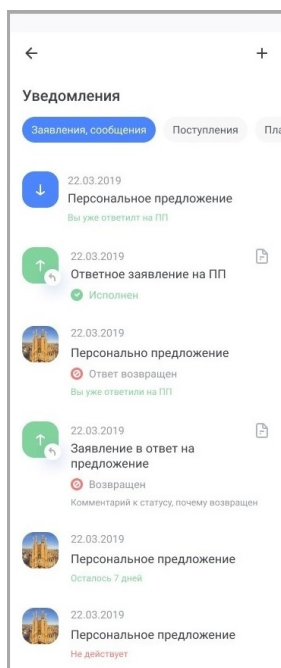 Уведомления
Заявления, сообщения
Поступления
Пла
22.03.2019
Персональное предложение
Вы уже ответилт на ПП
22.03.2019
Ответное заявление на ПП
Исполнен
22.03.2019
Персонально предложение
Ответ возвращен
Вы уже ответили на ПП
22.03.2019
Заявление в ответ на
предложение
Возвращен
Комментарий к статусу, почему возвращен
22.03.2019
Персональное предложение
Осталось 7 дней
22.03.2019
Персональное предложение
Не действует